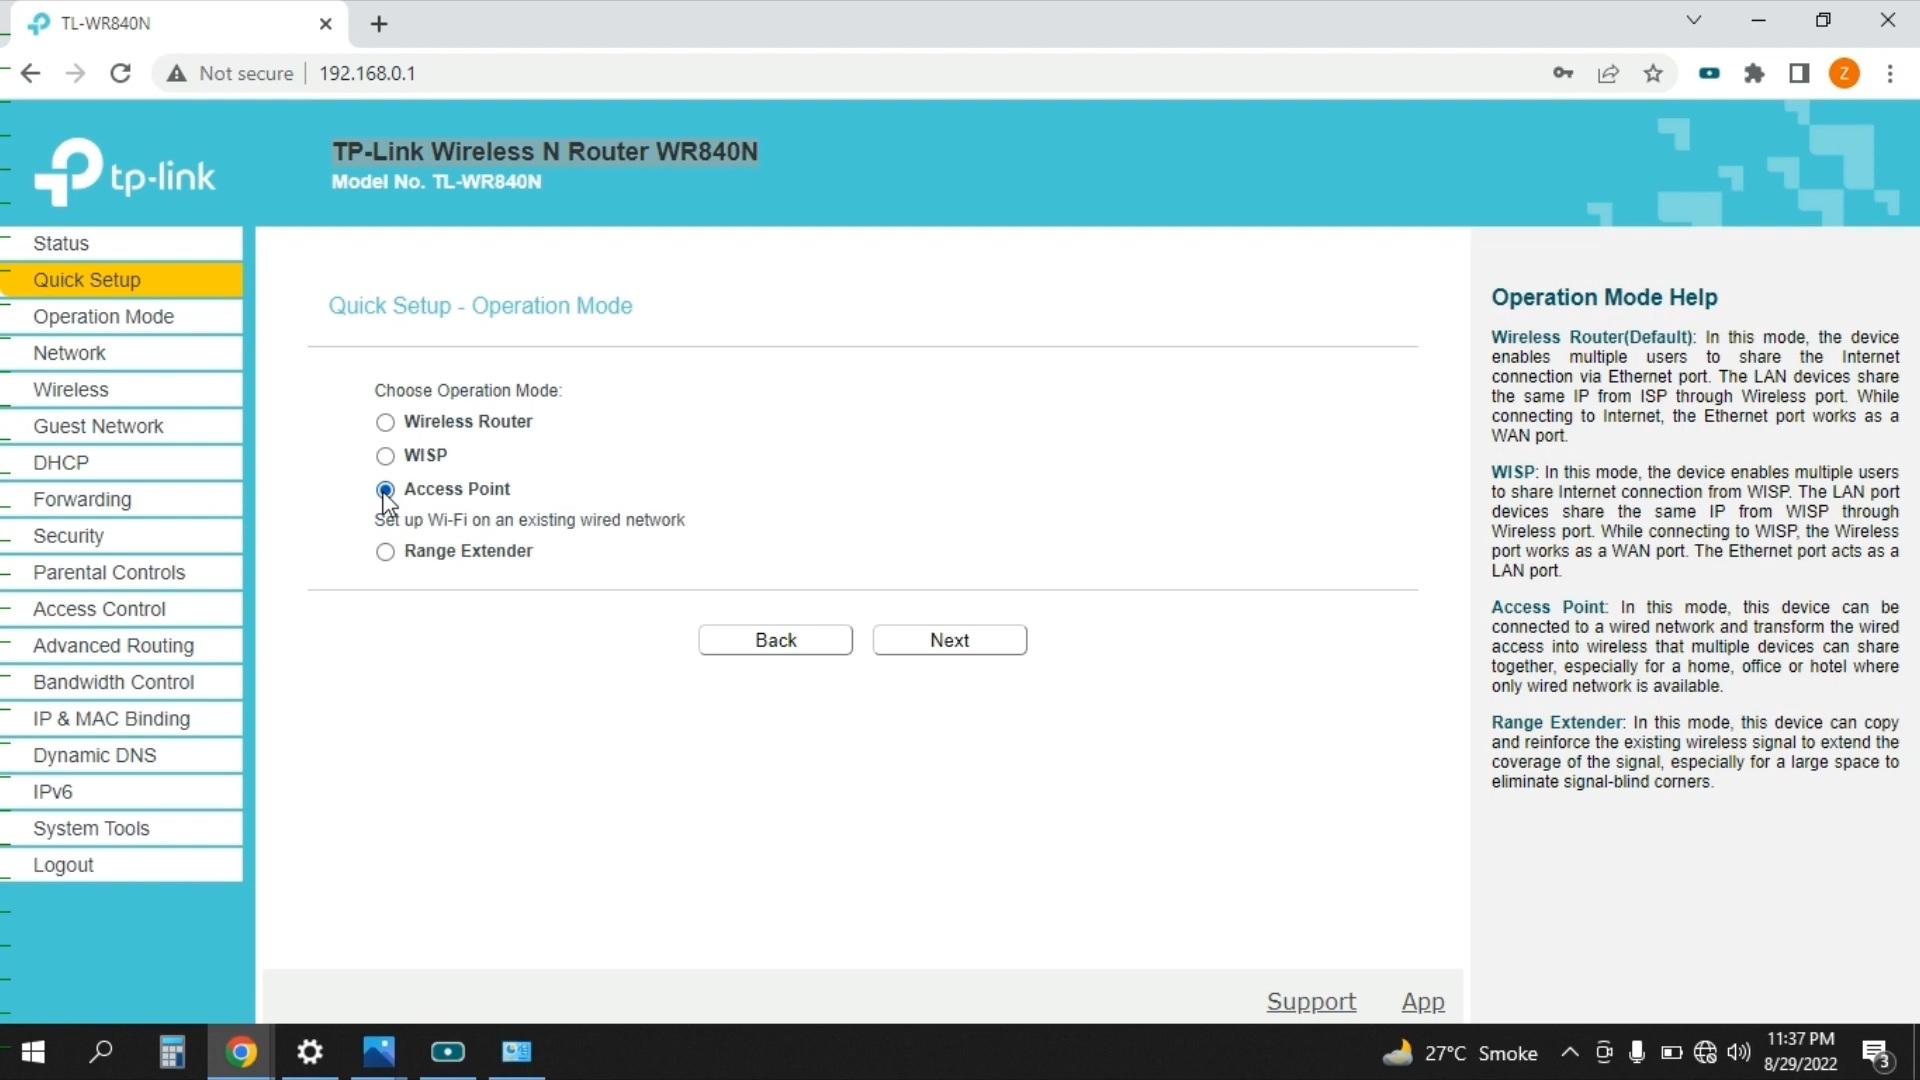 TL-WR840N
Not secure
192.168.0.1
Z
tp-link
TP-Link Wireless N Router WR840N
Model No. TL-WR840N
Status
Quick Setup
Operation Mode
Network
Wireless
Guest Network
DHCP
Forwarding
Security
Parental Controls
Access Control
Advanced Routing
Bandwidth Control
IP & MAC Binding
Dynamic DNS
IPv6
System Tools
Logout
Quick Setup - Operation Mode
Choose Operation Mode:
Wireless Router
WISP
Access Point
Set up Wi-Fi on an existing wired network
Range Extender
Back
Next
Operation Mode Help
Wireless Router(Default): In this mode, the device
enables multiple users to share the Internet
connection via Ethernet port. The LAN devices share
the same IP from ISP through Wireless port. While
connecting to Internet, the Ethernet port works as a
WAN port.
WISP: In this mode, the device enables multiple users
to share Internet connection from WISP. The LAN port
devices share the same IP from WISP through
Wireless port. While connecting to WISP, the Wireless
port works as a WAN port. The Ethernet port acts as a
LAN port.
Access Point: In this mode, this device can be
connected to a wired network and transform the wired
access into wireless that multiple devices can share
together, especially for a home, office or hotel where
only wired network is available.
Range Extender: In this mode, this device can copy
and reinforce the existing wireless signal to extend the
coverage of the signal, especially for a large space to
eliminate signal-blind corners.
Support
App
27°C Smoke
11:37 PM
8/29/2022
3